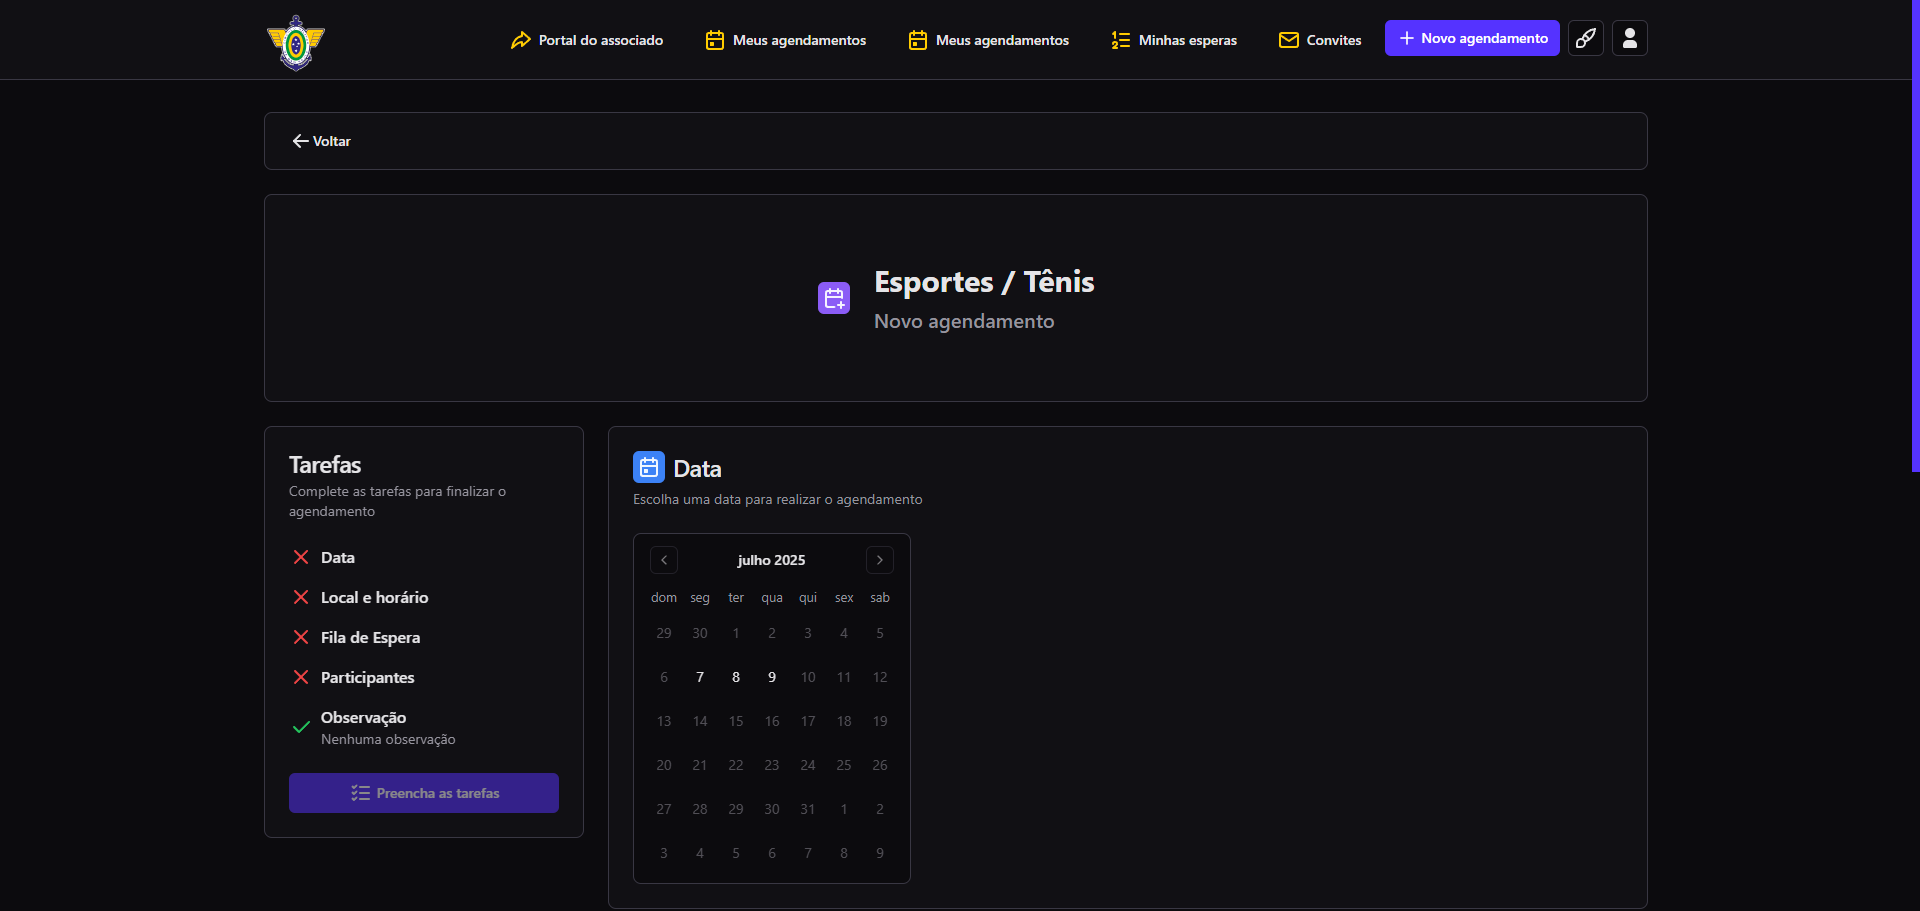 Portal do associado
Meus agendamentos
Meus agendamentos
Minhas esperas
Convites
Novo agendamento
Voltar
Esportes / Tênis
Novo agendamento
Tarefas
Complete as tarefas para finalizar o
agendamento
Data
Local e horário
Fila de Espera
Participantes
Observação
Nenhuma observação
Preencha as tarefas
Data
Escolha uma data para realizar o agendamento
julho 2025
dom seg ter qua qui sex sab
29 30 1 2 3 4 5
6 7 8 9 10 11 12
13 14 15 16 17 18 19
20 21 22 23 24 25 26
27 28 29 30 31 1 2
3 4 5 6 7 8 9